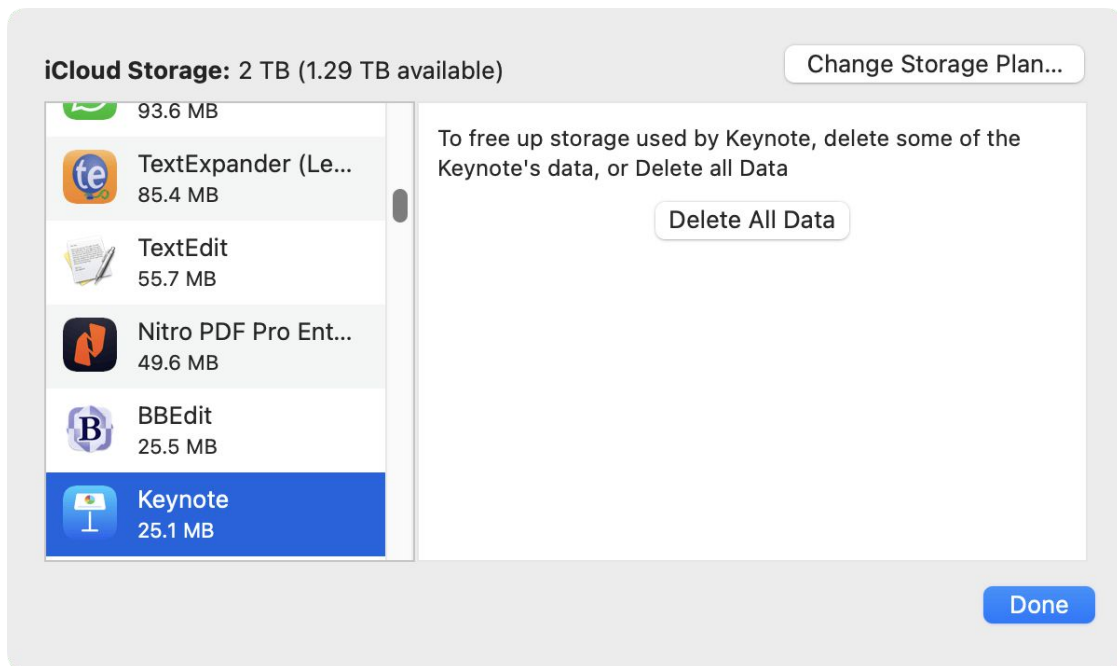 iCloud Storage: 2 TB (1.29 TB available)
Change Storage Plan...
93.6 MB
TextExpander (Le...
85.4 MB
TextEdit
55.7 MB
Nitro PDF Pro Ent...
49.6 MB
BBEdit
25.5 MB
Keynote
25.1 MB
To free up storage used by Keynote, delete some of the
Keynote's data, or Delete all Data
Delete All Data
Done